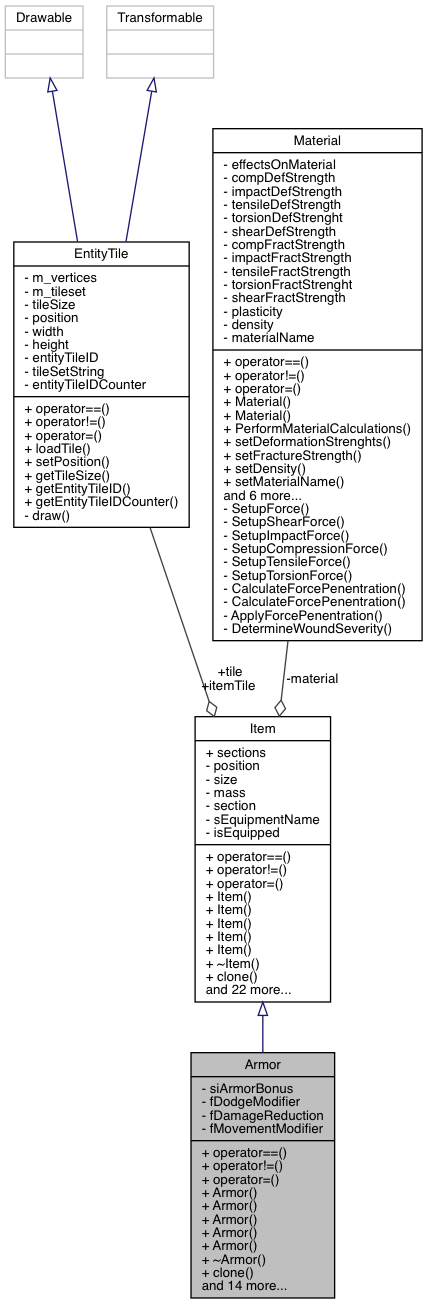 Drawable
Transformable
Material
- effectsOnMaterial
- compDefStrength
- impactDefStrength
- tensileDefStrength
- torsionDefStrenght
- shearDefStrength
- compFractStrength
- impactFractStrength
- tensileFractStrength
- torsionFractStrenght
- shearFractStrength
- plasticity
- density
- materialName
+ operator==()
+ operator!=()
+ operator=()
+ Material()
+ Material()
+ PerformMaterialCalculations()
+ setDeformationStrenghts()
+ setFractureStrength()
+ setDensity()
+ setMaterialName()
and 6 more...
- SetupForce()
- SetupShearForce()
- SetupImpactForce()
- SetupCompressionForce()
- SetupTensileForce()
- SetupTorsionForce()
- CalculateForcePenentration()
- CalculateForcePenentration()
- ApplyForcePenentration()
- DetermineWoundSeverity()
EntityTile
- m_vertices
- m_tileset
- tileSize
- position
- width
- height
- entityTileID
- tileSetString
- entityTileIDCounter
+ operator==()
+ operator!=()
+ operator=()
+ loadTile()
+ setPosition()
+ getTileSize()
+ getEntityTileID()
+ getEntityTileIDCounter()
- draw()
+tile
+itemTile
-material
Item
+ sections
- position
- size
- mass
- section
- sEquipmentName
- isEquipped
+ operator==()
+ operator!=()
+ operator=()
+ Item()
+ Item()
+ Item()
+ Item()
+ Item()
+ ~Item()
+ clone()
and 22 more...
Armor
- siArmorBonus
- fDodgeModifier
- fDamageReduction
- fMovementModifier
+ operator==()
+ operator!=()
+ operator=()
+ Armor()
+ Armor()
+ Armor()
+ Armor()
+ Armor()
+ ~Armor()
+ clone()
and 14 more...